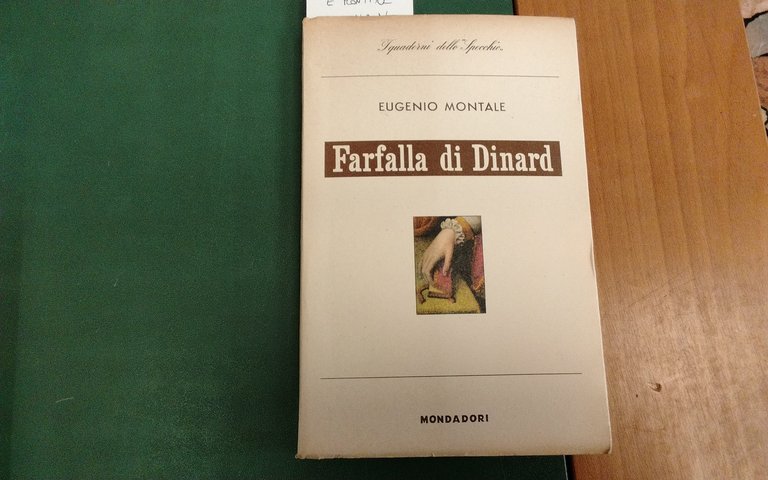 I quaderni dello Specchio
EUGENIO MONTALE
Farfalla di Dinard
MONDADORI